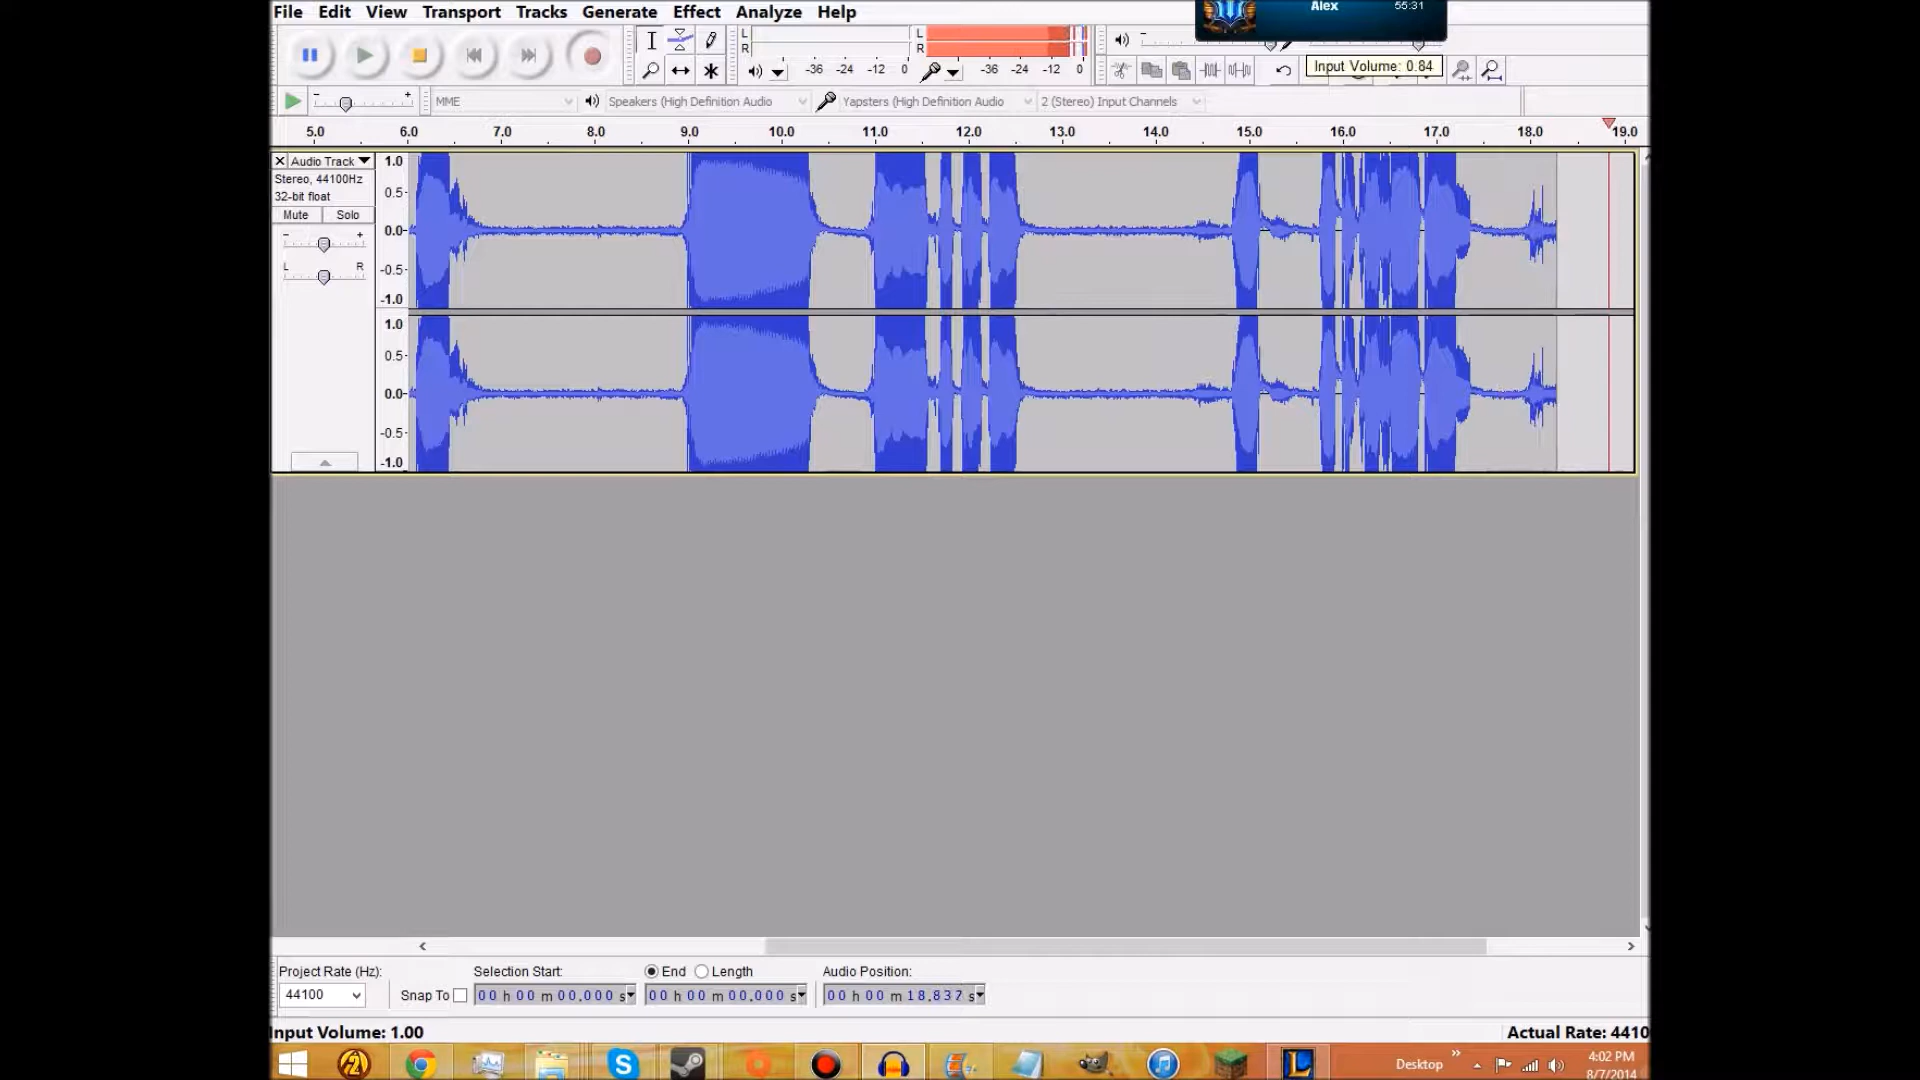 File Edit View Transport Tracks Generate Effect Analyze Help
Alex 55:31
L L
R R
-36 -24 -12 0 -36 -24 -12 0
Input Volume: 0.84
MME Speakers (High Definition Audio Yapsters (High Definition Audio 2 (Stereo) Input Channels
5.0 6.0 7.0 8.0 9.0 10.0 11.0 12.0 13.0 14.0 15.0 16.0 17.0 18.0 19.0
Audio Track
Stereo, 44100Hz
32-bit float
Mute Solo
- +
L R
1.0
0.5
0.0
-0.5
-1.0
1.0
0.5
0.0
-0.5
-1.0
Project Rate (Hz): Selection Start: End Length Audio Position:
44100 Snap To 00 h 00 m 00.000 s 00 h 00 m 00.000 s 00 h 00 m 18.837 s
Input Volume: 1.00 Actual Rate: 4410
Desktop
4:02 PM
8/7/2014